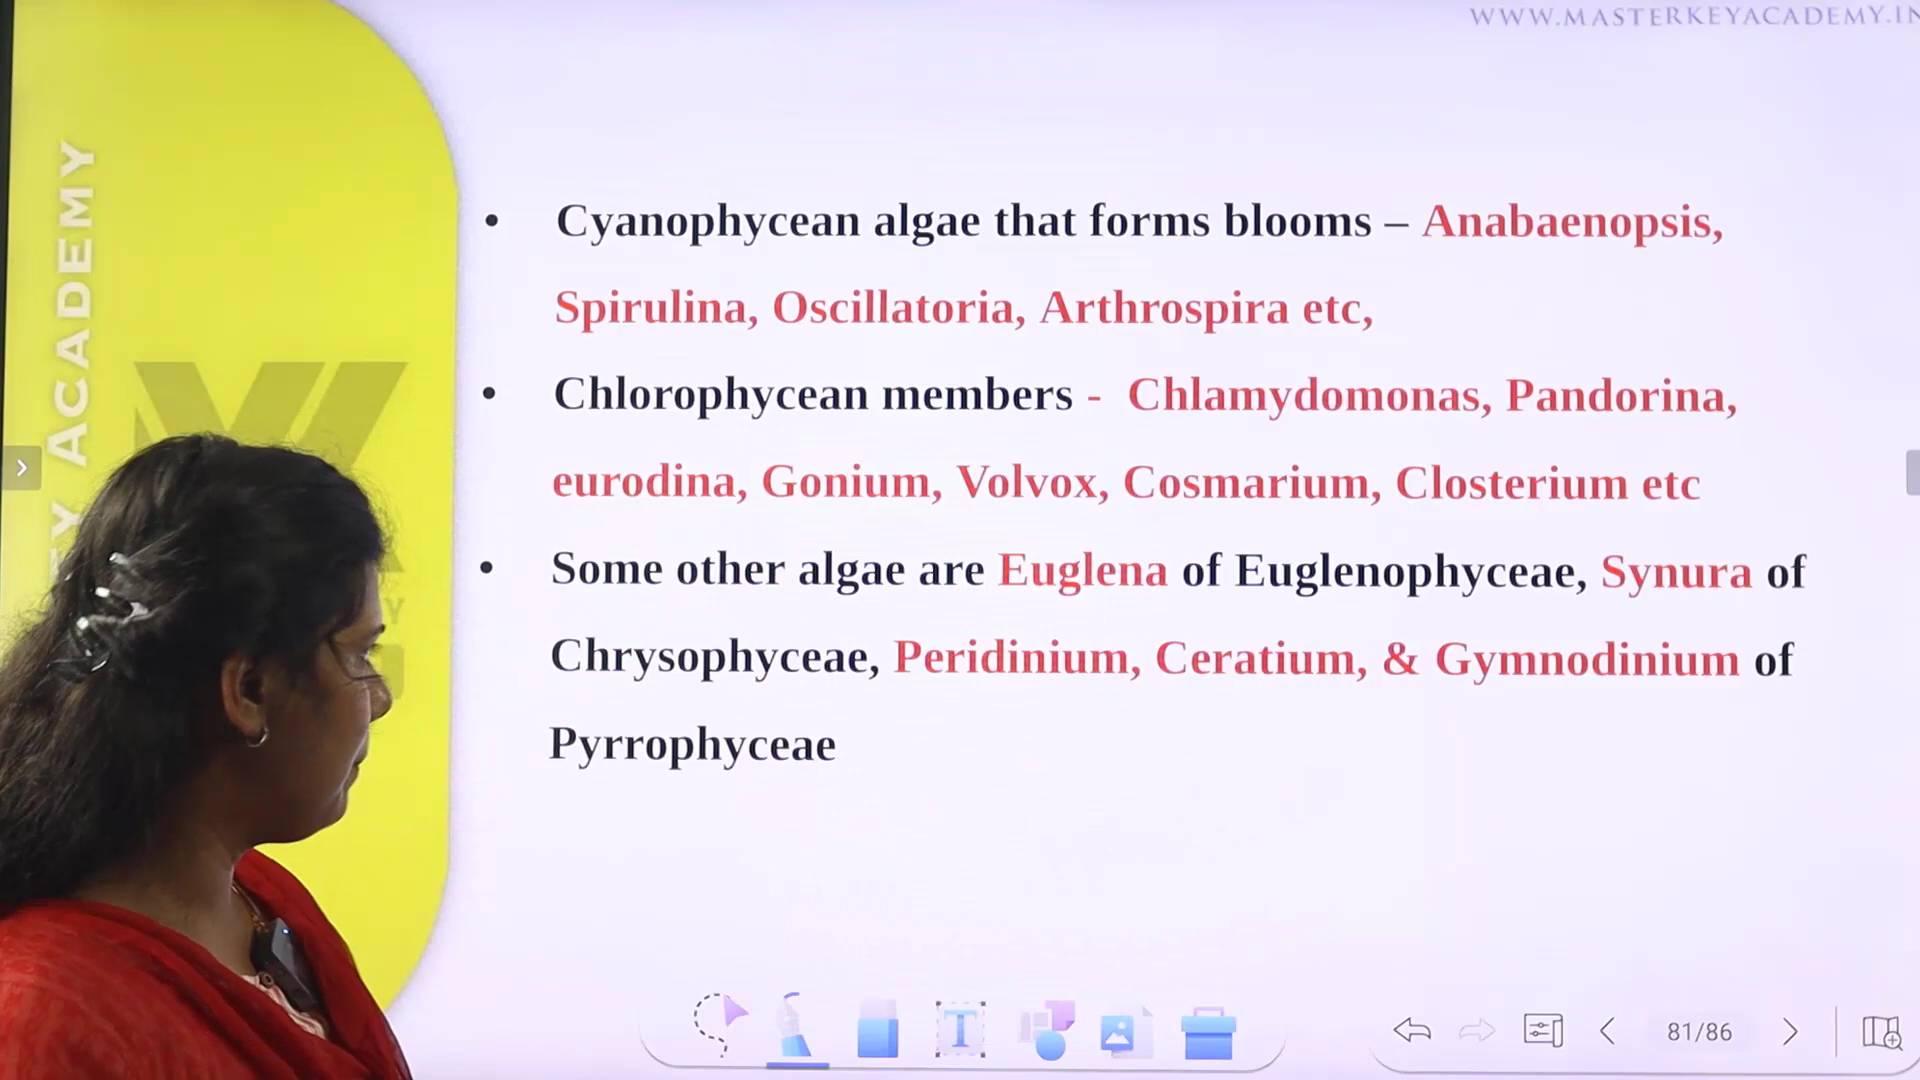 WWW.MASTERKEYACADEMY.IN
Y ACADEMY
• Cyanophycean algae that forms blooms – Anabaenopsis,
Spirulina, Oscillatoria, Arthrospira etc,
• Chlorophycean members - Chlamydomonas, Pandorina,
eurodina, Gonium, Volvox, Cosmarium, Closterium etc
• Some other algae are Euglena of Euglenophyceae, Synura of
Chrysophyceae, Peridinium, Ceratium, & Gymnodinium of
Pyrrophyceae
T
81/86